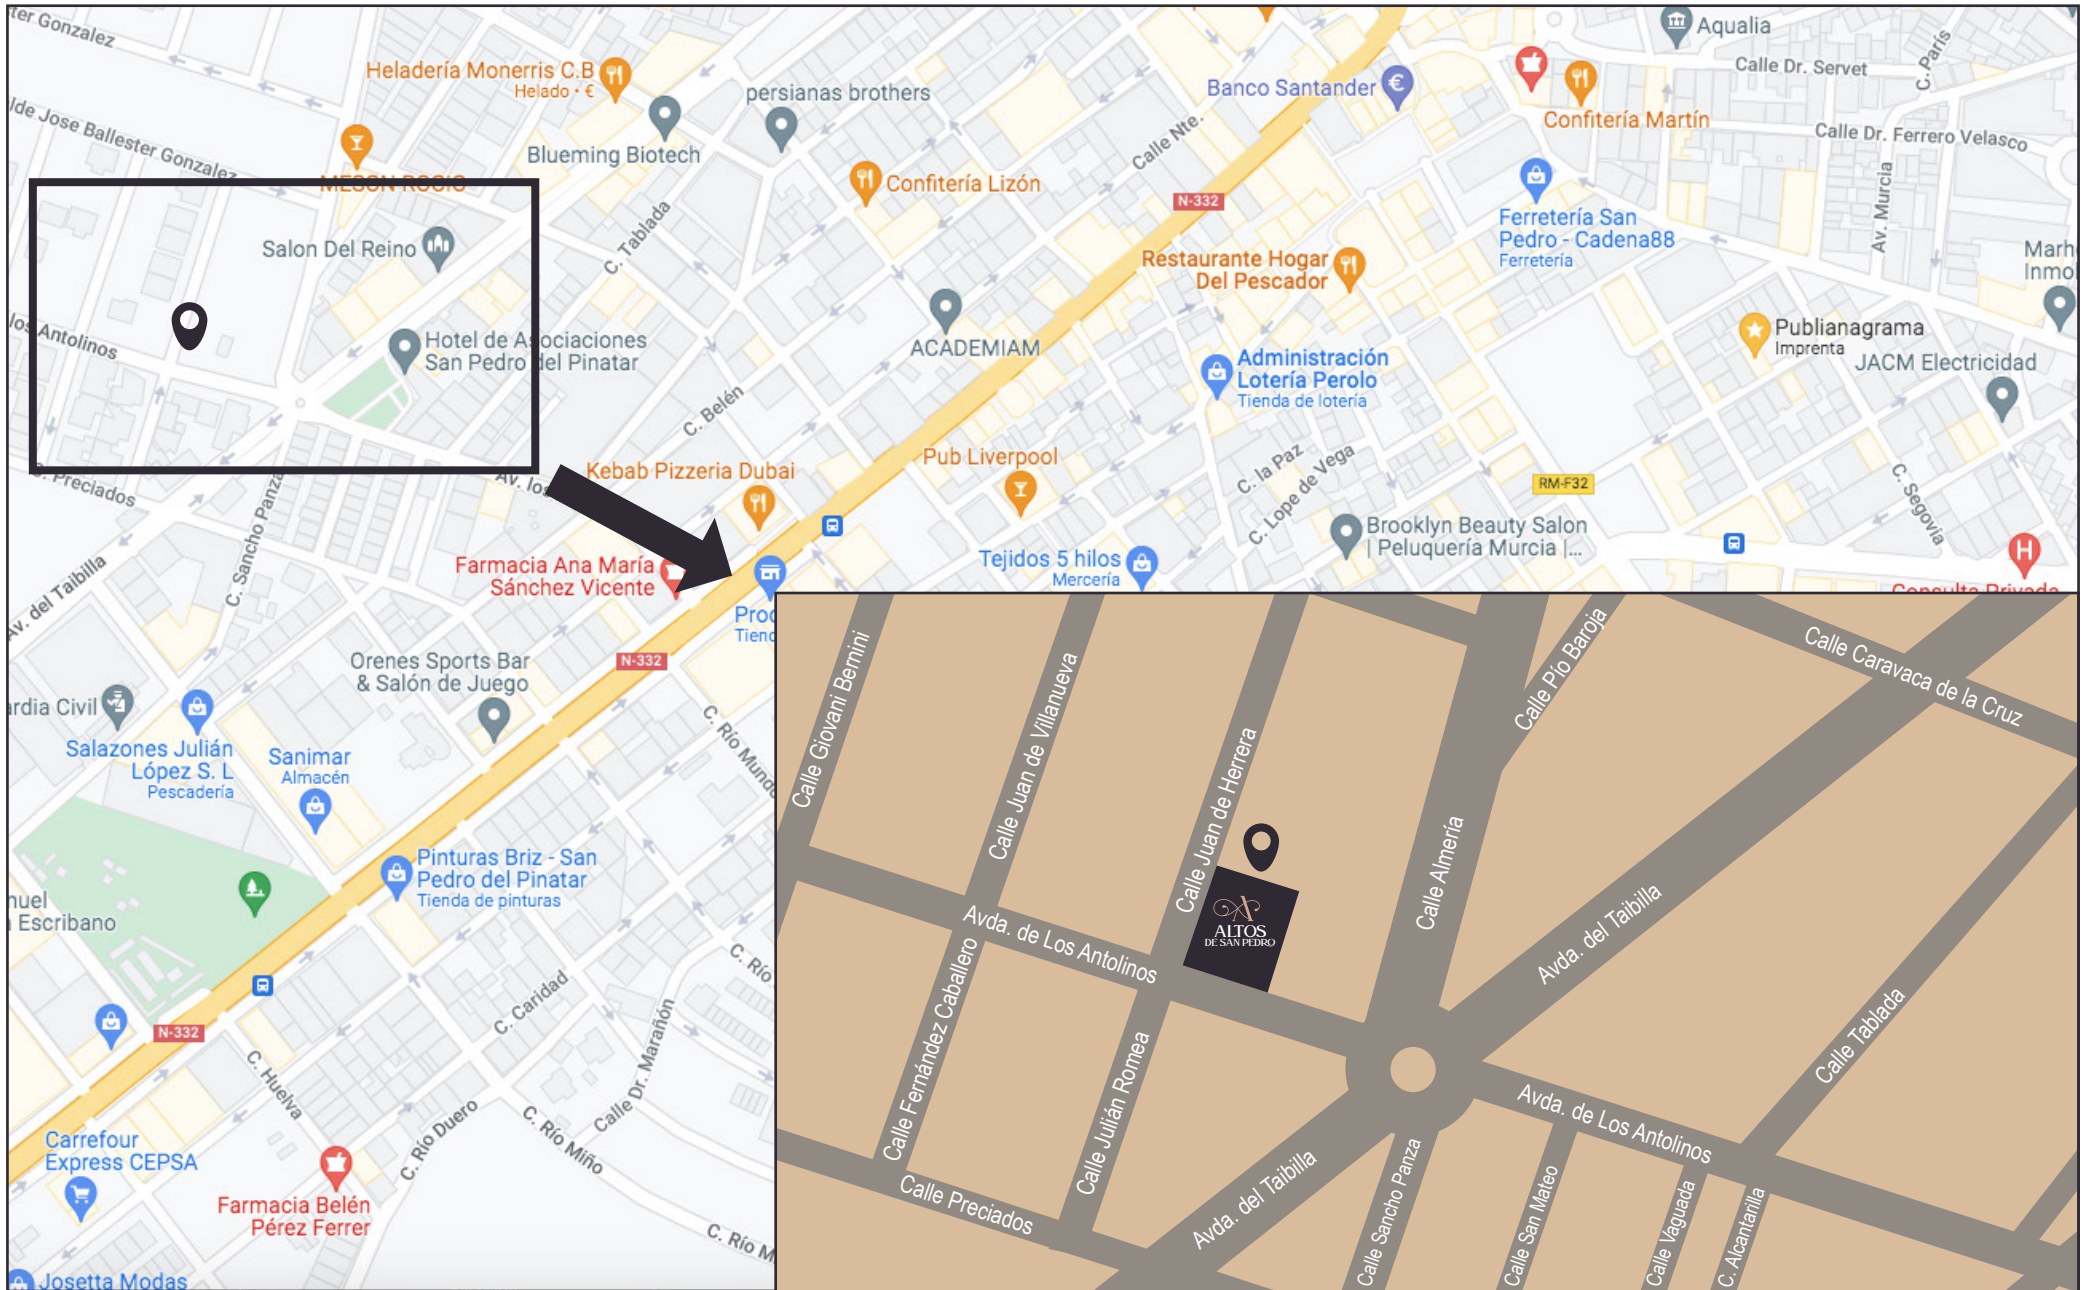 ter Gonzalez
lde Jose Ballester Gonzalez
Heladería Monerris C.B
Helado • €
Blueming Biotech
persianas brothers
Calle Nte.
Banco Santander
Aqualia
Calle Dr. Servet
C. París
Confitería Martín
Calle Dr. Ferrero Velasco
MESON ROCIO
Confitería Lizón
N-332
Av. Murcia
Ferretería San
Pedro - Cadena88
Ferretería
Salon Del Reino
C. Tablada
Restaurante Hogar
Del Pescador
Marh
Inmo
los Antolinos
Hotel de Asociaciones
San Pedro del Pinatar
ACADEMIAM
Administración
Lotería Perolo
Tienda de lotería
Publianagrama
Imprenta
JACM Electricidad
C. Belén
C. Preciados
Av. los
Kebab Pizzeria Dubai
Pub Liverpool
C. la Paz
C. Lope de Vega
RM-F32
C. Segovia
C. Sancho Panza
Brooklyn Beauty Salon
| Peluquería Murcia |...
Av. del Taibilla
Farmacia Ana María
Sánchez Vicente
Tejidos 5 hilos
Mercería
H
Consulta Privada
Proc
Tienc
N-332
Orenes Sports Bar
& Salón de Juego
C. Río Mundo
ardia Civil
Salazones Julián
López S. L
Pescadería
Sanimar
Almacén
Pinturas Briz - San
Pedro del Pinatar
Tienda de pinturas
nuel
Escribano
N-332
C. Río
C. Caridad
Calle Dr. Marañón
C. Huelva
C. Río Duero
C. Río Miño
C. Río M
Carrefour
Express CEPSA
Farmacia Belén
Pérez Ferrer
Josetta Modas
Calle Giovani Bernini
Calle Juan de Villanueva
Calle Juan de Herrera
Calle Pío Baroja
Calle Caravaca de la Cruz
Calle Almería
Avda. del Taibilla
A
ALTOS
DE SAN PEDRO
Avda. de Los Antolinos
Calle Fernández Caballero
Calle Julián Romea
Calle Tablada
Avda. de Los Antolinos
Calle Preciados
Avda. del Taibilla
Calle Sancho Panza
Calle San Mateo
Calle Vaguada
C. Alcantarilla